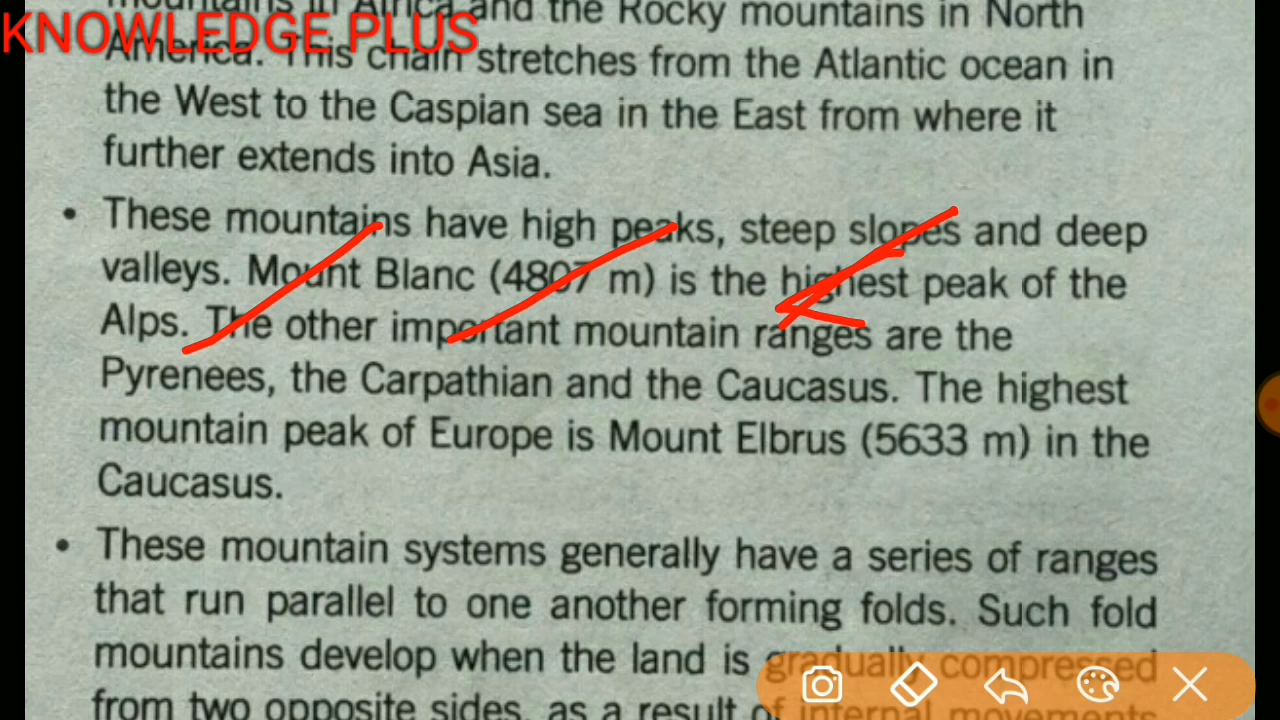 mountains in Africa and the Rocky mountains in North
KNOWLEDGE PLUS
America. This chain stretches from the Atlantic ocean in
the West to the Caspian sea in the East from where it
further extends into Asia.
• These mountains have high peaks, steep slopes and deep
valleys. Mount Blanc (4807 m) is the highest peak of the
Alps. The other important mountain ranges are the
Pyrenees, the Carpathian and the Caucasus. The highest
mountain peak of Europe is Mount Elbrus (5633 m) in the
Caucasus.
• These mountain systems generally have a series of ranges
that run parallel to one another forming folds. Such fold
mountains develop when the land is gradually compressed
from two opposite sides, as a result of internal movements